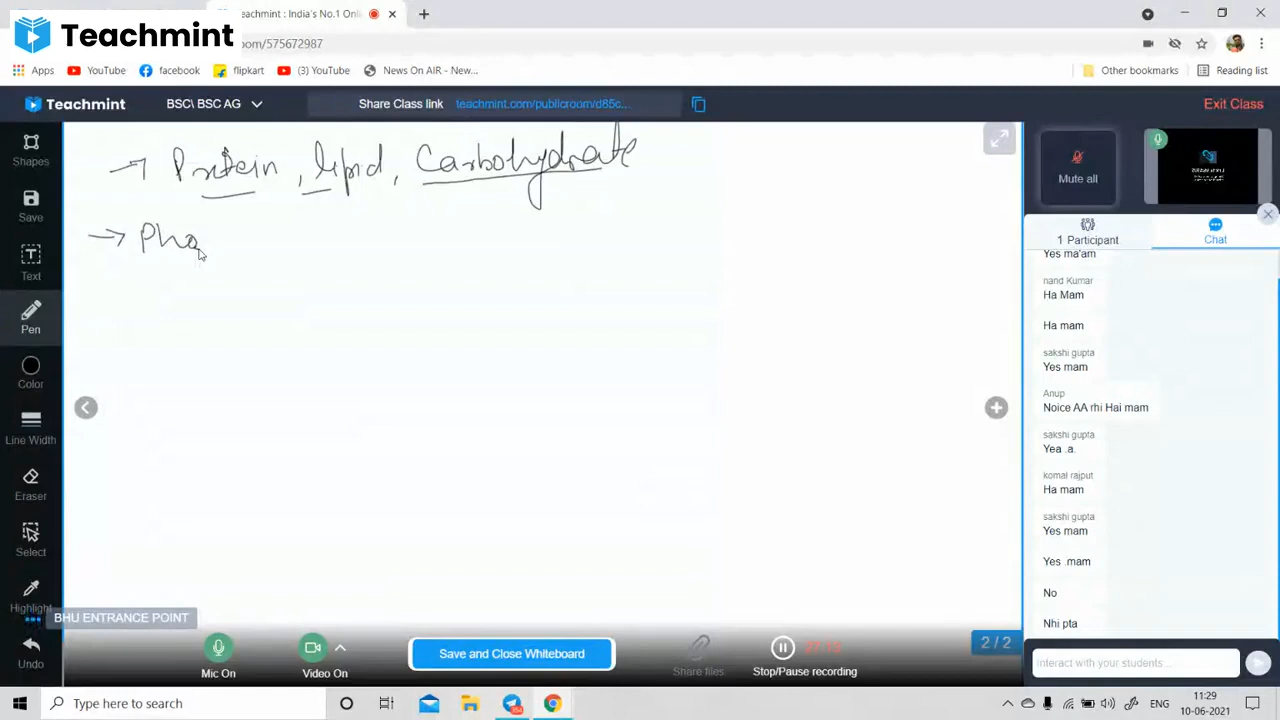 Teachmint
Teachmint : India's No.1 Onli
oom/575672987
Apps YouTube facebook flipkart (3) YouTube News On AIR - New... Other bookmarks Reading list
Teachmint BSC\ BSC AG Share Class link teachmint.com/publicroom/d85c... Exit Class
Shapes
Save
Text
Pen
Color
Line Width
Eraser
Select
Highlight
Undo
→ Protein, lipid, Carbohydrate
→ Pha
Mute all
1 Participant Chat
Yes ma'am
nand Kumar
Ha Mam
Ha mam
sakshi gupta
Yes mam
Anup
Noice AA rhi Hai mam
sakshi gupta
Yea .a.
komal rajput
Ha mam
sakshi gupta
Yes mam
Yes .mam
No
Nhi pta
Interact with your students...
BHU ENTRANCE POINT
Mic On Video On Save and Close Whiteboard Share files Stop/Pause recording 2 / 2
Type here to search ENG 11:29
10-06-2021